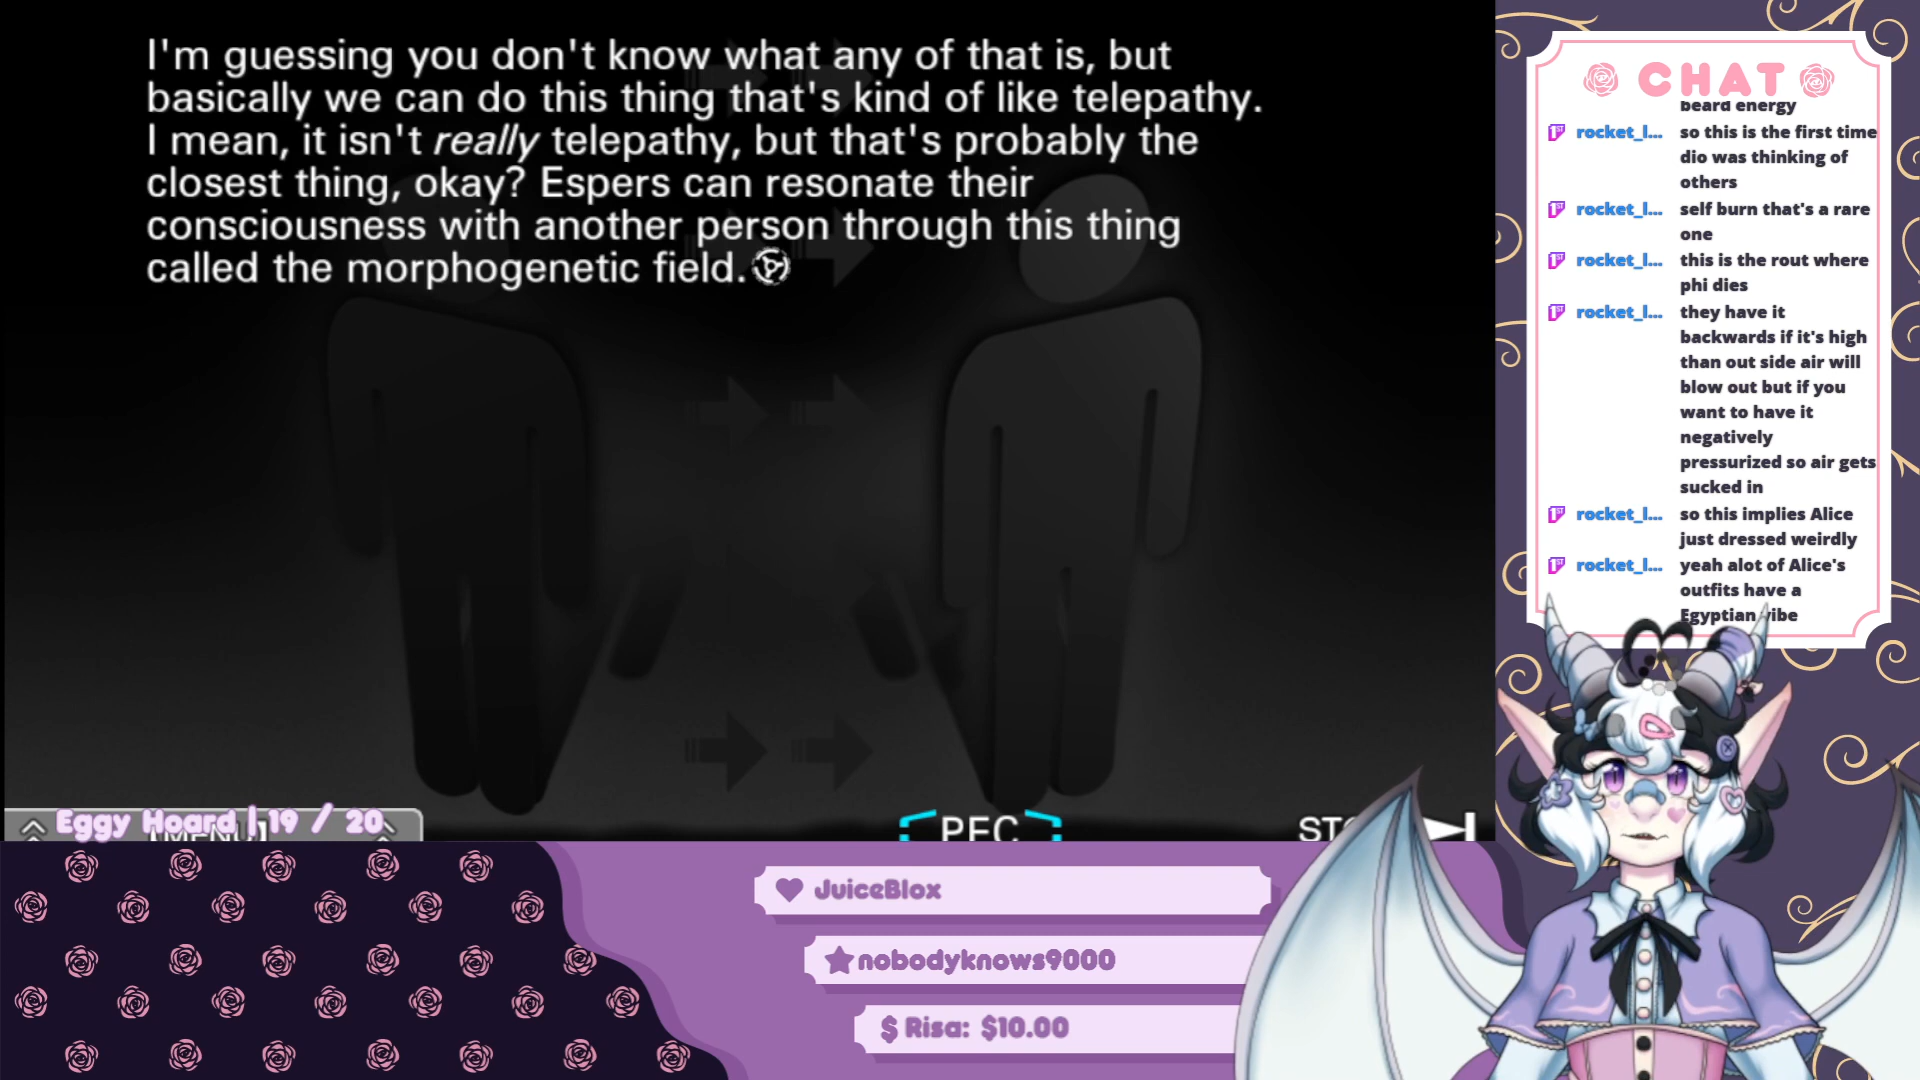 I'm guessing you don't know what any of that is, but
basically we can do this thing that's kind of like telepathy.
I mean, it isn't really telepathy, but that's probably the
closest thing, okay? Espers can resonate their
consciousness with another person through this thing
called the morphogenetic field.
CHAT
beard energy
rocket_l... so this is the first time
dio was thinking of
others
rocket_l... self burn that's a rare
one
rocket_l... this is the rout where
phi dies
rocket_l... they have it
backwards if it's high
than out side air will
blow out but if you
want to have it
negatively
pressurized so air gets
sucked in
rocket_l... so this implies Alice
just dressed weirdly
rocket_l... yeah alot of Alice's
outfits have a
Egyptian vibe
Eggy Hoard | 19 / 20
[MENU]
PEC
JuiceBlox
nobodyknows9000
$ Risa: $10.00